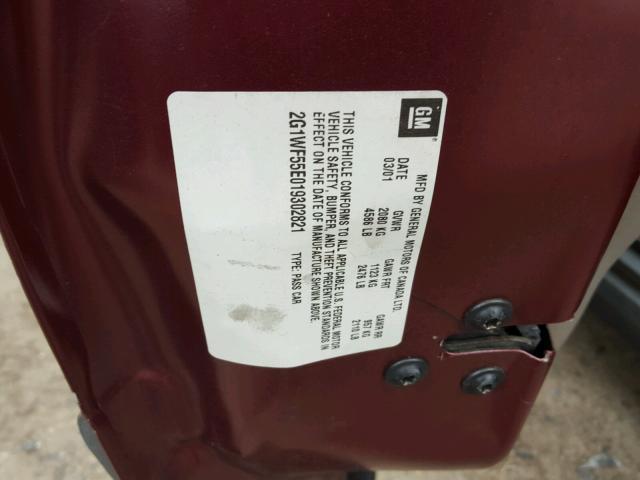 GM
MFD BY GENERAL MOTORS OF CANADA LTD.
DATE GVWR GAWR FRT GAWR RR
03/01 2080 KG 1123 KG 957 KG
4586 LB 2476 LB 2110 LB
THIS VEHICLE CONFORMS TO ALL APPLICABLE U.S. FEDERAL MOTOR
VEHICLE SAFETY, BUMPER, AND THEFT PREVENTION STANDARDS IN
EFFECT ON THE DATE OF MANUFACTURE SHOWN ABOVE.
2G1WF55E019302821 TYPE: PASS CAR